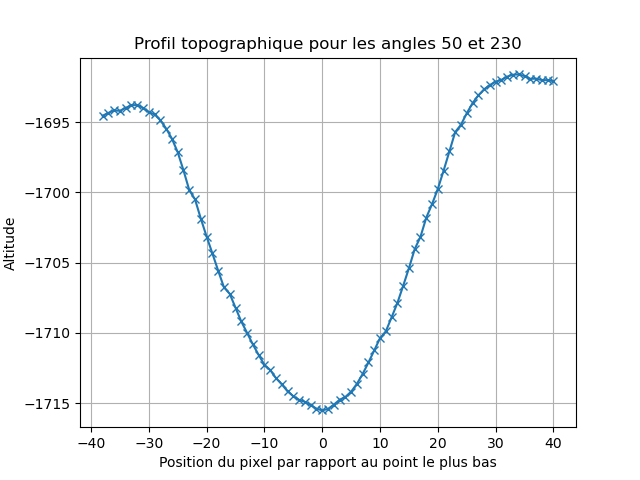 Profil topographique pour les angles 50 et 230
Altitude
−1695
−1700
−1705
−1710
−1715
−40 −30 −20 −10 0 10 20 30 40
Position du pixel par rapport au point le plus bas